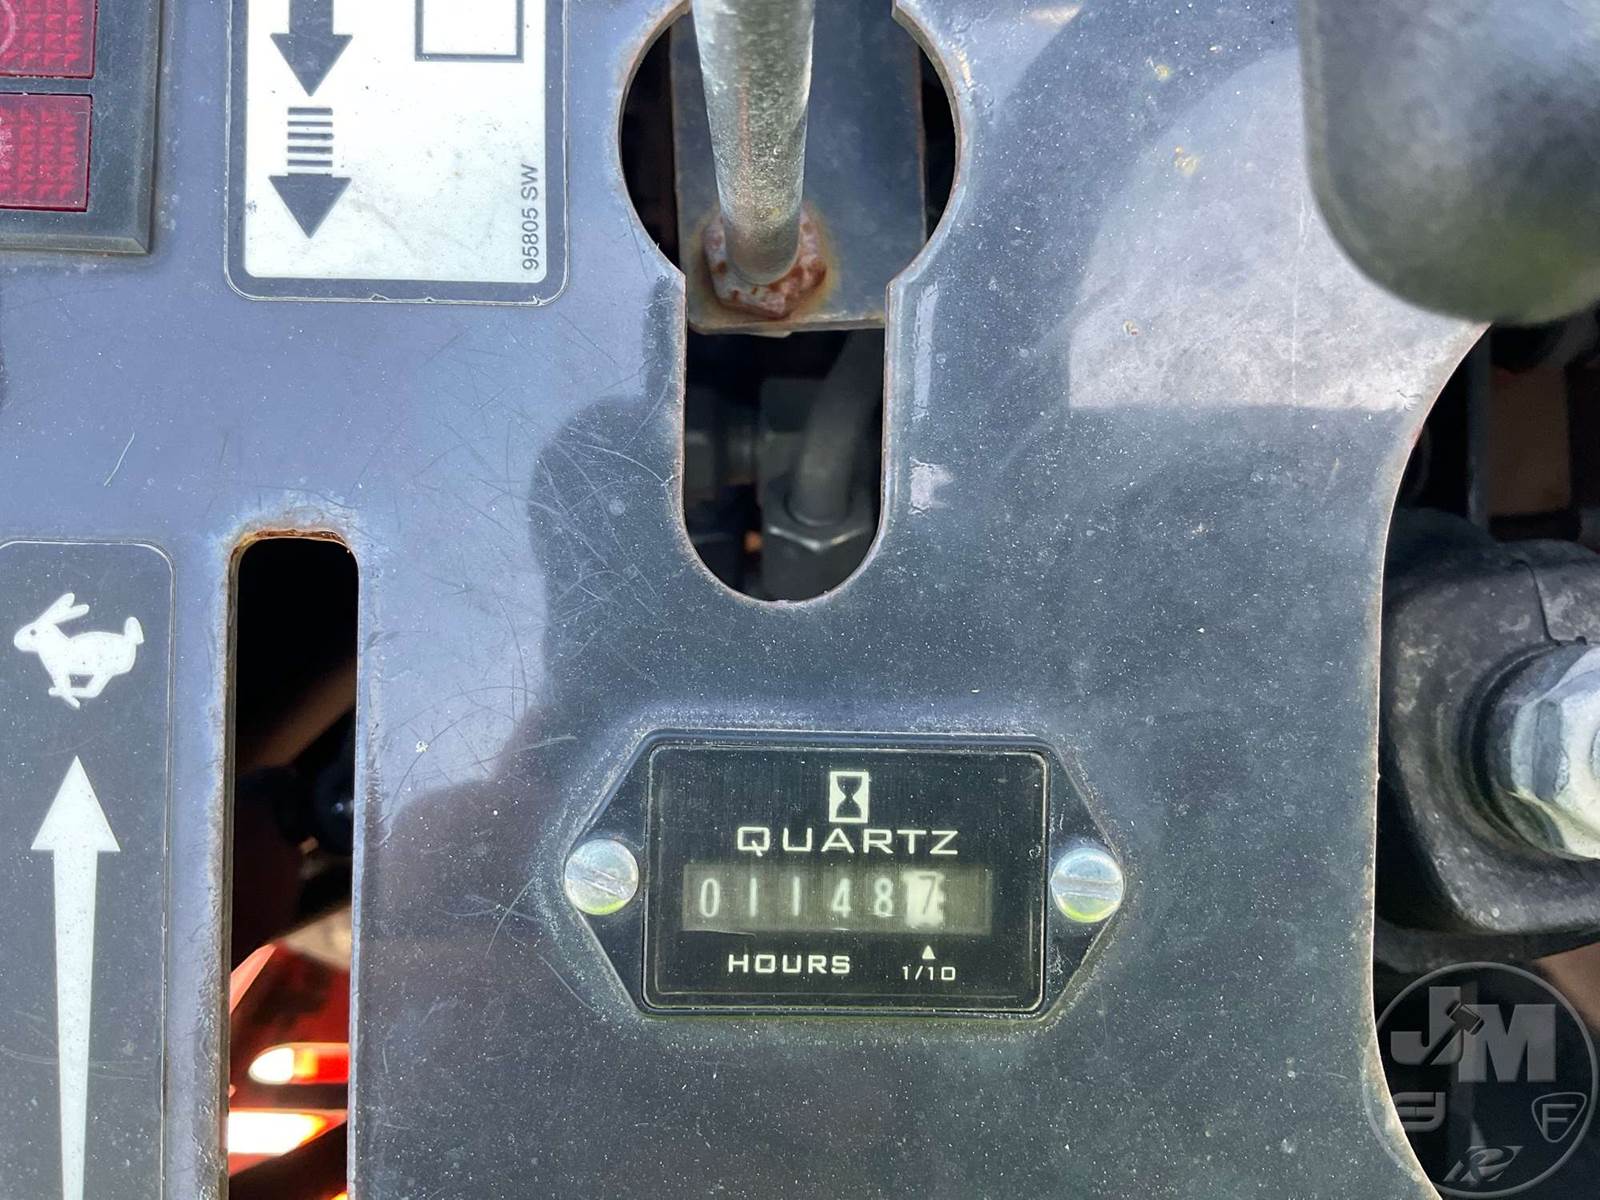 95805 SW
QUARTZ
011487
HOURS
1/10
JM